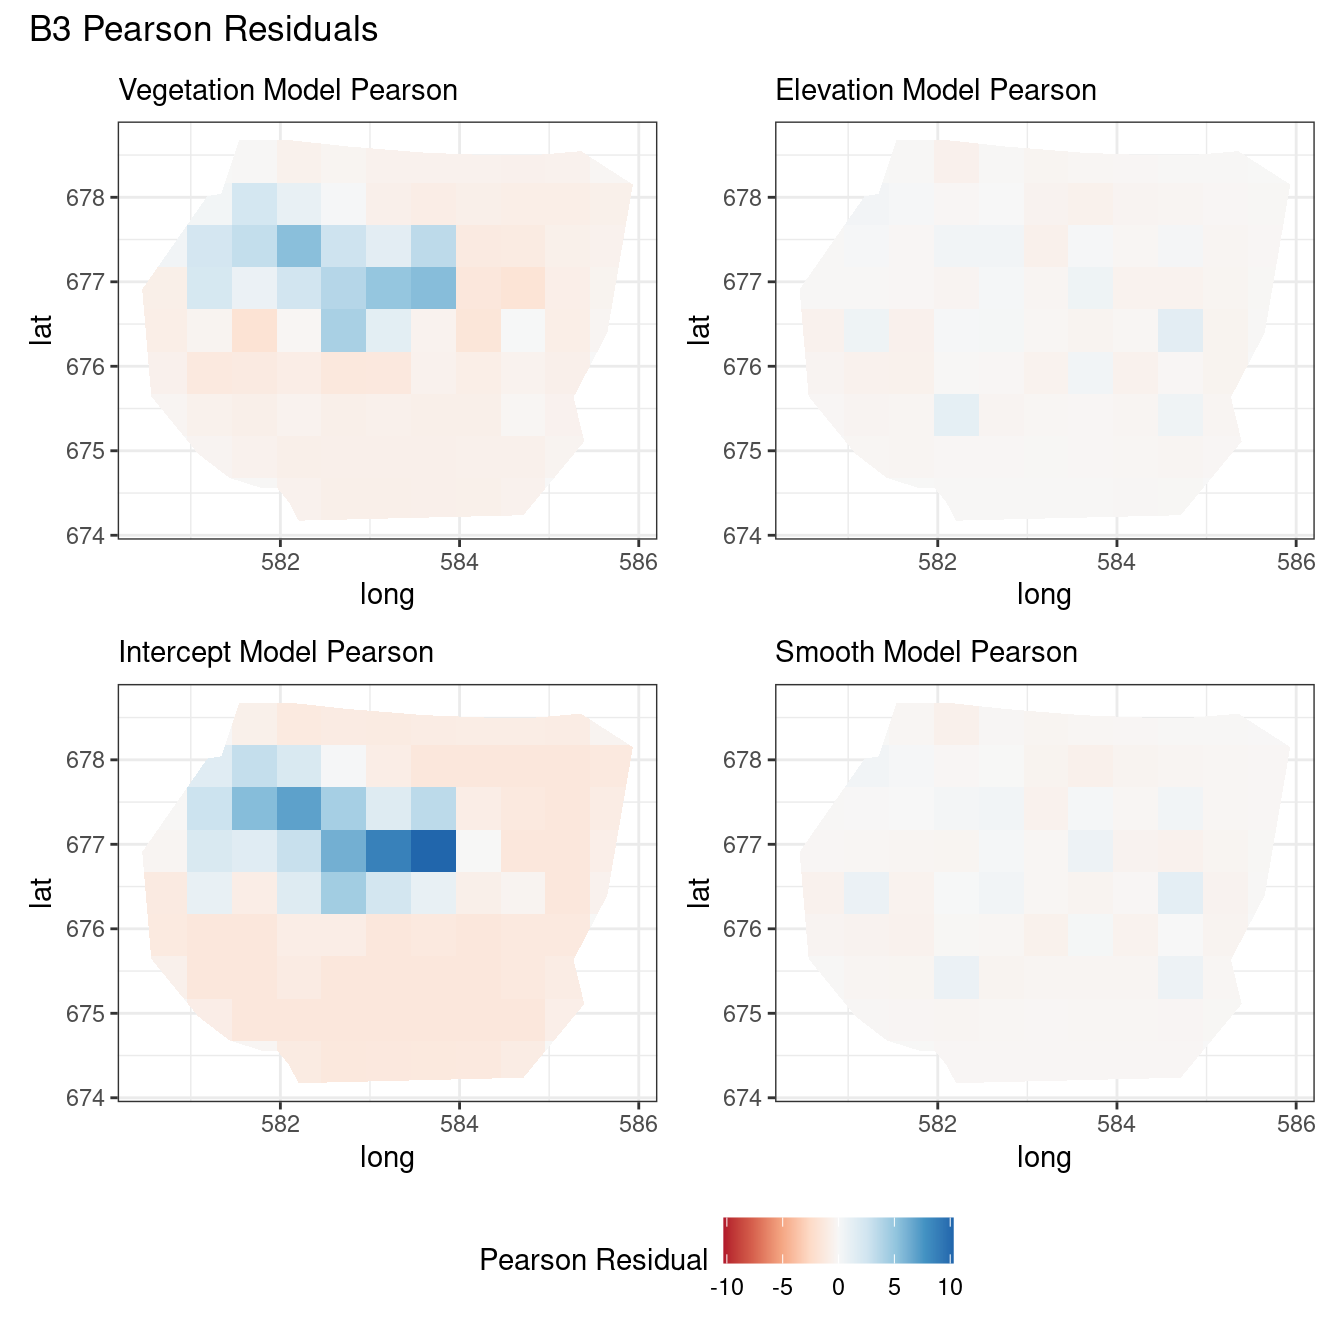 B3 Pearson Residuals
Vegetation Model Pearson
678
677
676
675
674
lat
582 584 586
long
Elevation Model Pearson
678
677
676
675
674
lat
582 584 586
long
Intercept Model Pearson
678
677
676
675
674
lat
582 584 586
long
Smooth Model Pearson
678
677
676
675
674
lat
582 584 586
long
Pearson Residual
-10 -5 0 5 10